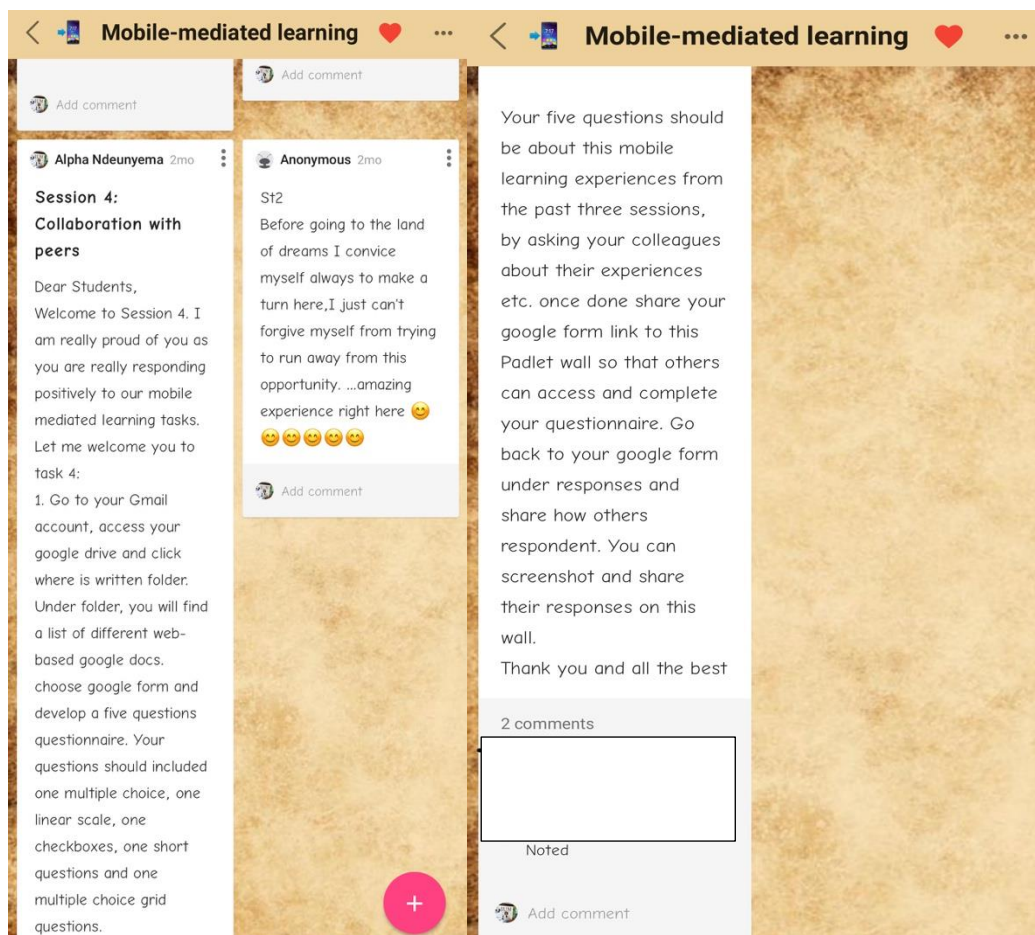 Mobile-mediated learning
Add comment
Alpha Ndeunyema 2mo
Session 4:
Collaboration with
peers
Dear Students,
Welcome to Session 4. I
am really proud of you as
you are really responding
positively to our mobile
mediated learning tasks.
Let me welcome you to
task 4:
1. Go to your Gmail
account, access your
google drive and click
where is written folder.
Under folder, you will find
a list of different web-
based google docs.
choose google form and
develop a five questions
questionnaire. Your
questions should included
one multiple choice, one
linear scale, one
checkboxes, one short
questions and one
multiple choice grid
questions.
Add comment
Anonymous 2mo
St2
Before going to the land
of dreams I convice
myself always to make a
turn here,I just can't
forgive myself from trying
to run away from this
opportunity. ...amazing
experience right here 😊
😊😊😊😊😊
Add comment
Mobile-mediated learning
Your five questions should
be about this mobile
learning experiences from
the past three sessions,
by asking your colleagues
about their experiences
etc. once done share your
google form link to this
Padlet wall so that others
can access and complete
your questionnaire. Go
back to your google form
under responses and
share how others
respondent. You can
screenshot and share
their responses on this
wall.
Thank you and all the best
2 comments
Noted
Add comment